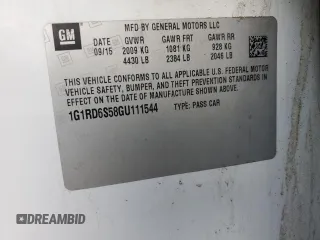 GM
MFD BY GENERAL MOTORS LLC
DATE GVWR GAWR FRT GAWR RR
09/15 2009 KG 1081 KG 928 KG
4430 LB 2384 LB 2046 LB
THIS VEHICLE CONFORMS TO ALL APPLICABLE U.S. FEDERAL MOTOR
VEHICLE SAFETY, BUMPER, AND THEFT PREVENTION STANDARDS IN
EFFECT ON THE DATE OF MANUFACTURE SHOWN ABOVE.
1G1RD6S58GU111544 TYPE: PASS CAR
DREAMBID